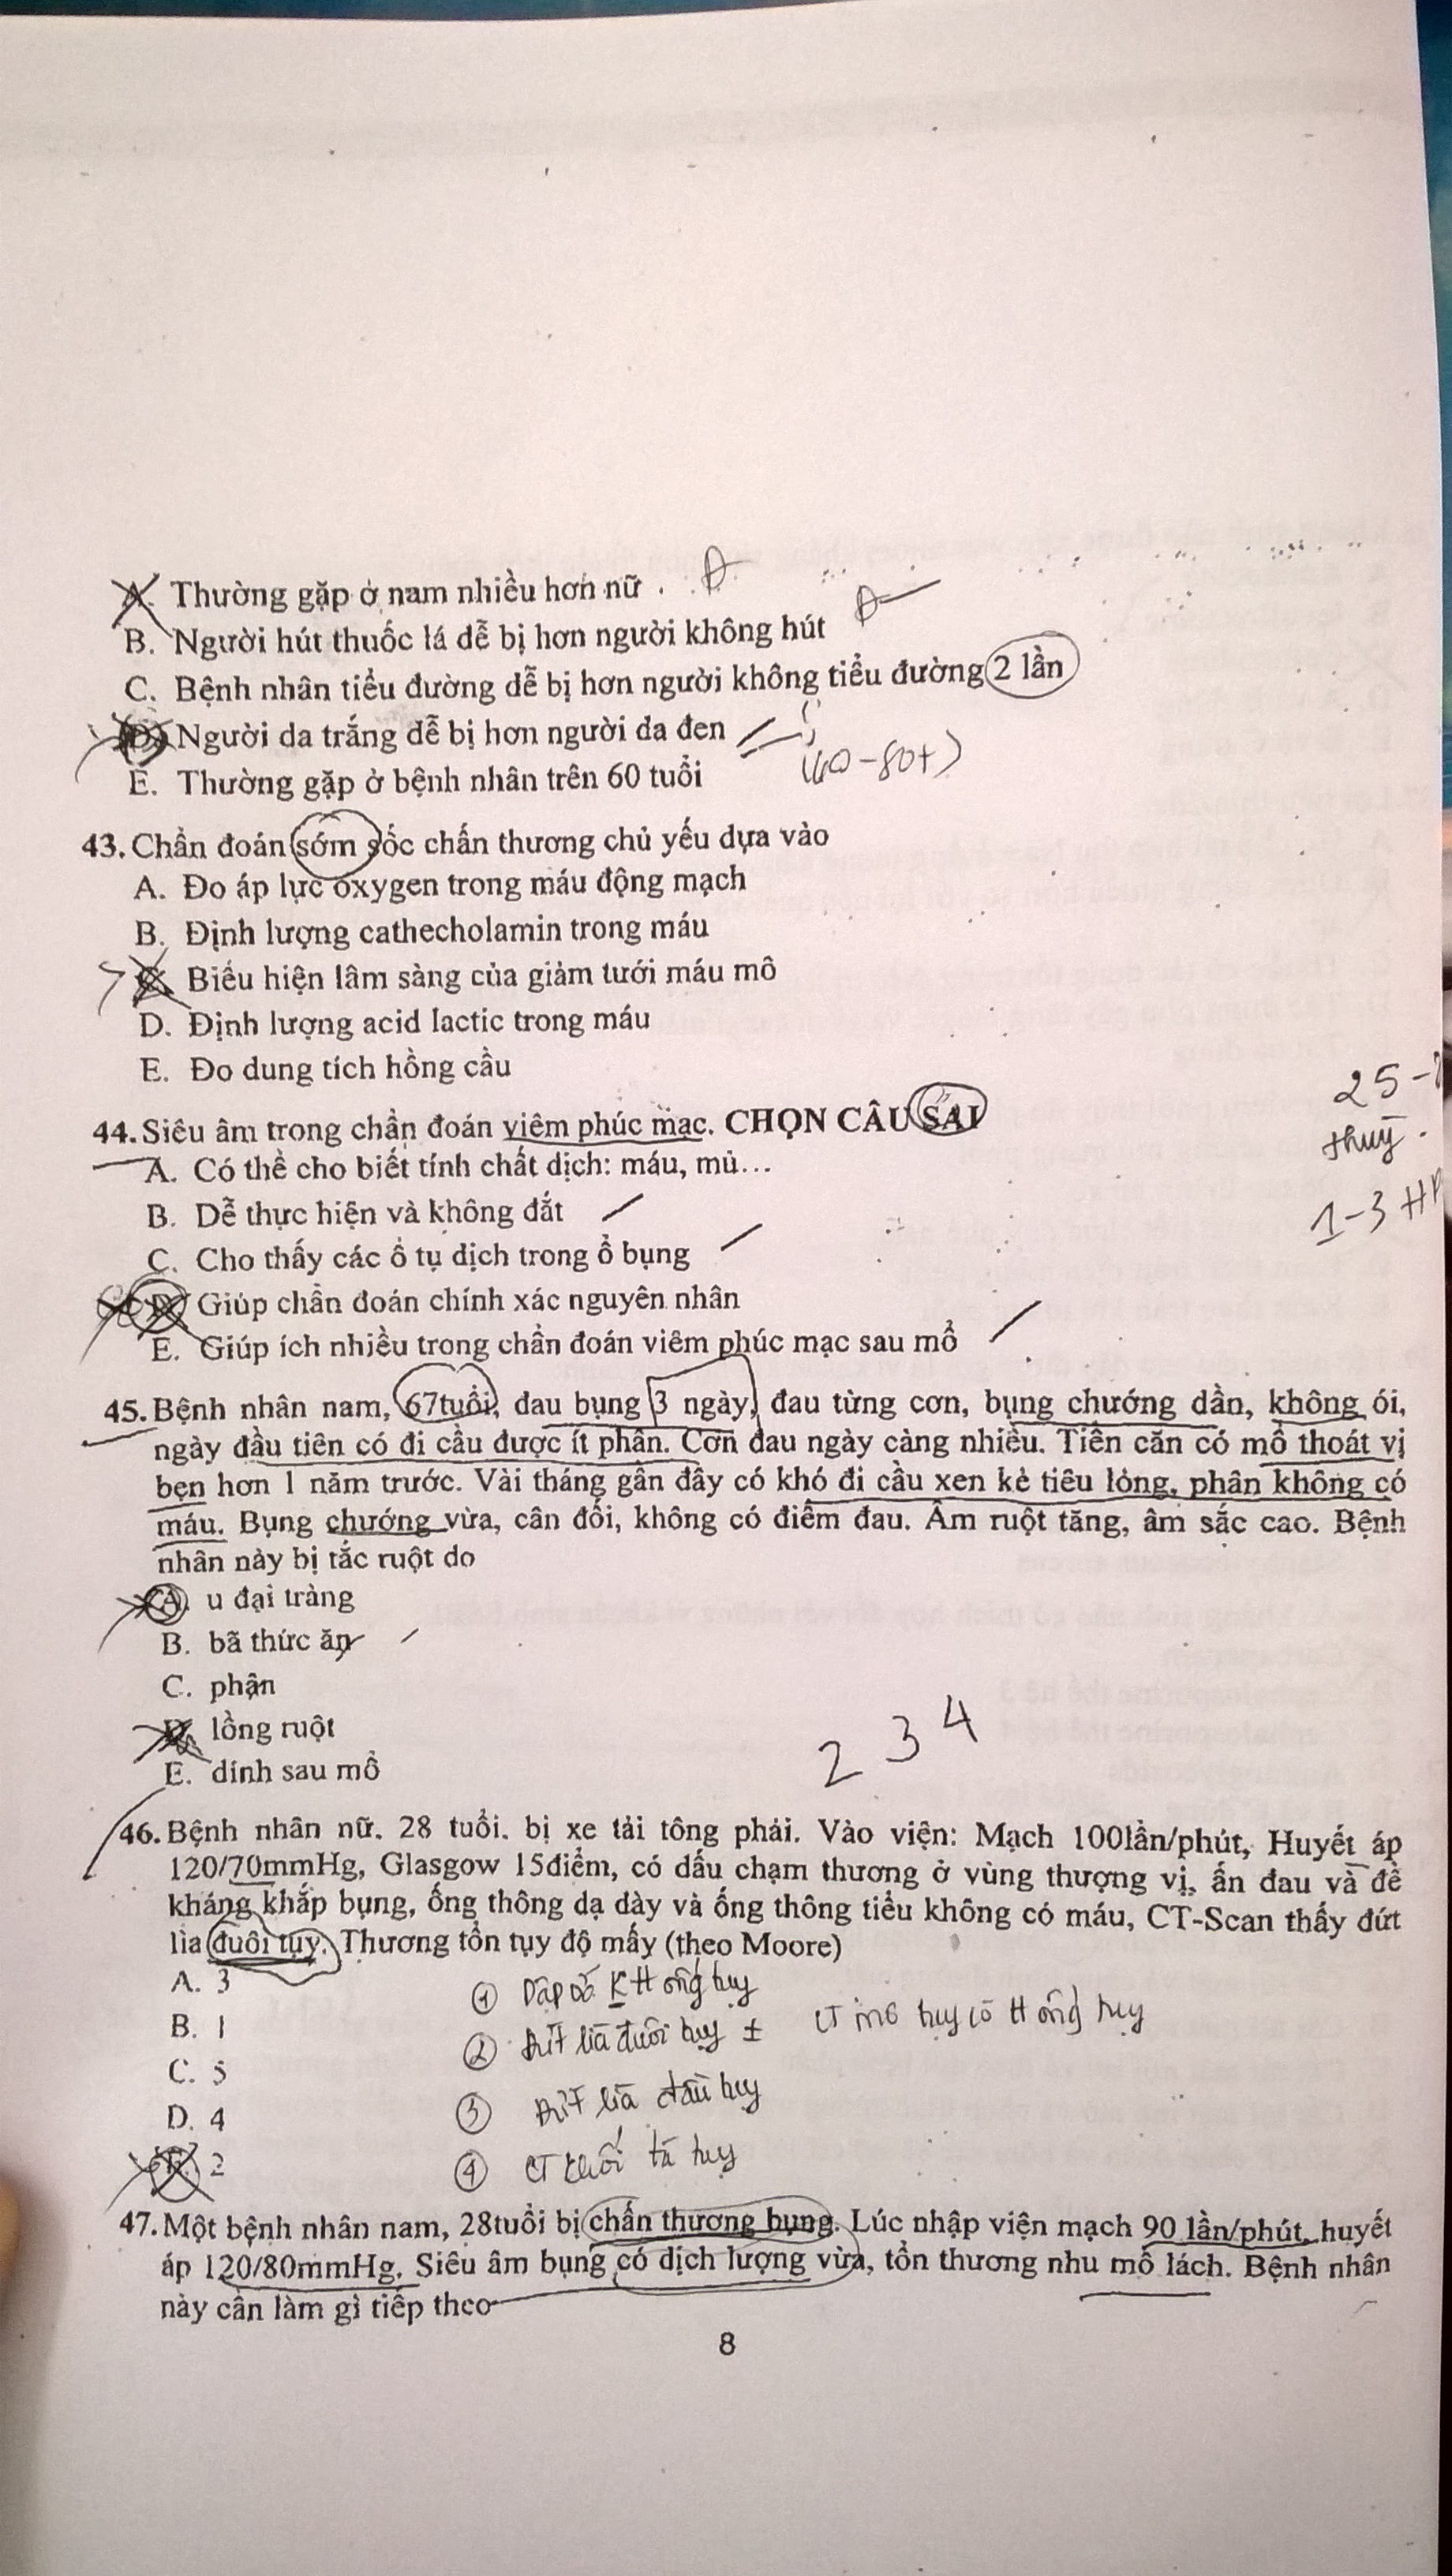 A. Thường gặp ở nam nhiều hơn nữ . Đ
B. Người hút thuốc lá dễ bị hơn người không hút Đ
C. Bệnh nhân tiểu đường dễ bị hơn người không tiểu đường 2 lần
D. Người da trắng dễ bị hơn người da đen
E. Thường gặp ở bệnh nhân trên 60 tuổi (60-80+)
43. Chẩn đoán sớm sốc chấn thương chủ yếu dựa vào
A. Đo áp lực oxygen trong máu động mạch
B. Định lượng cathecholamin trong máu
C. Biểu hiện lâm sàng của giảm tưới máu mô
D. Định lượng acid lactic trong máu
E. Đo dung tích hồng cầu
25-
thuỳ.
1-3 HP
44. Siêu âm trong chẩn đoán viêm phúc mạc. CHỌN CÂU SAI
A. Có thể cho biết tính chất dịch: máu, mủ...
B. Dễ thực hiện và không đắt
C. Cho thấy các ổ tụ dịch trong ổ bụng
D. Giúp chẩn đoán chính xác nguyên nhân
E. Giúp ích nhiều trong chẩn đoán viêm phúc mạc sau mổ
45. Bệnh nhân nam, 67tuổi, đau bụng 3 ngày, đau từng cơn, bụng chướng dần, không ói,
ngày đầu tiên có đi cầu được ít phân. Cơn đau ngày càng nhiều. Tiền căn có mổ thoát vị
bẹn hơn 1 năm trước. Vài tháng gần đây có khó đi cầu xen kẻ tiêu lỏng, phân không có
máu. Bụng chướng vừa, cân đối, không có điểm đau. Âm ruột tăng, âm sắc cao. Bệnh
nhân này bị tắc ruột do
A. u đại tràng
B. bã thức ăn
C. phân
D. lồng ruột
E. dính sau mổ
2 3 4
46. Bệnh nhân nữ. 28 tuổi. bị xe tải tông phải. Vào viện: Mạch 100lần/phút, Huyết áp
120/70mmHg, Glasgow 15điểm, có dấu chạm thương ở vùng thượng vị, ấn đau và đề
kháng khắp bụng, ống thông dạ dày và ống thông tiểu không có máu, CT-Scan thấy đứt
lìa đuôi tụy. Thương tổn tụy độ mấy (theo Moore)
A. 3
B. 1
C. 5
D. 4
E. 2
① Dập K tt ống tụy
② Đứt lìa đuôi tụy ± CT mô tụy có tt ống tụy
③ Đứt lìa đầu tụy
④ CT khối tá tụy
47. Một bệnh nhân nam, 28tuổi bị chấn thương bụng. Lúc nhập viện mạch 90 lần/phút, huyết
áp 120/80mmHg. Siêu âm bụng có dịch lượng vừa, tổn thương nhu mô lách. Bệnh nhân
này cần làm gì tiếp theo
8